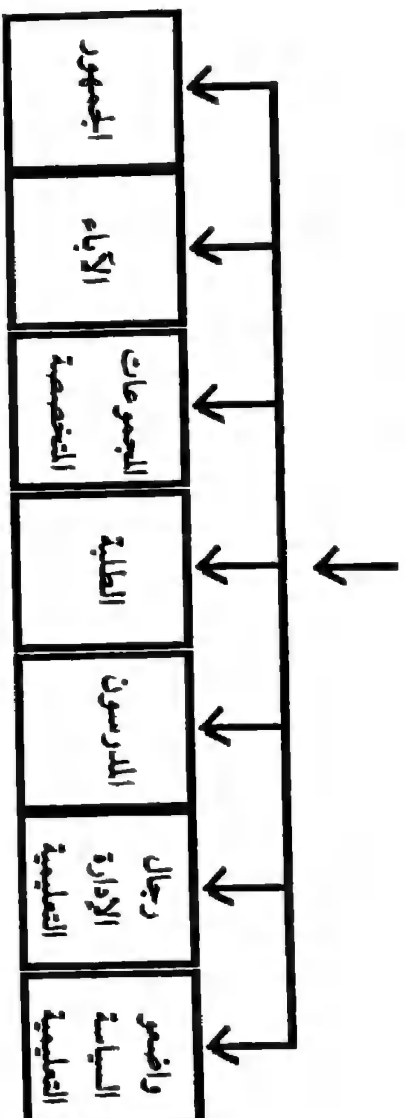 واضعو
السياسة
التعليمية
رجال
الإدارة
التعليمية
المدرسون
الطلبة
المجموعات
المتخصصة
الآباء
الجمهور